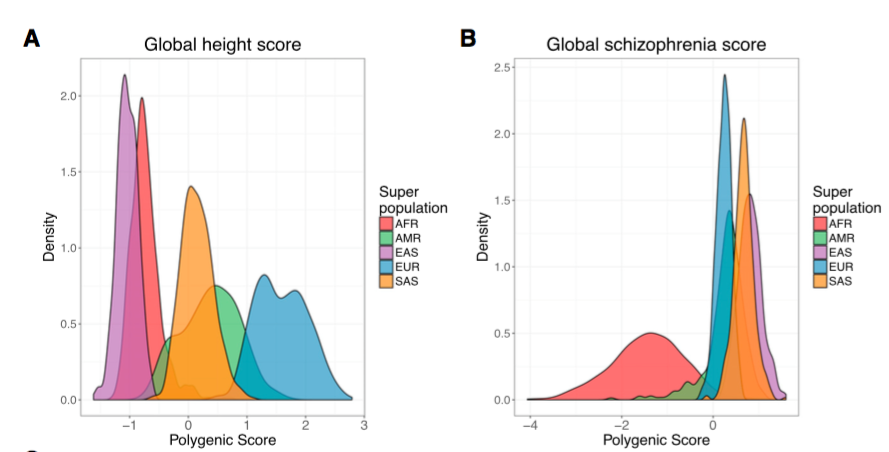 A
Global height score
Density
2.0
1.5
1.0
0.5
0.0
−1
0
1
2
3
Polygenic Score
Super
population
AFR
AMR
EAS
EUR
SAS
B
Global schizophrenia score
Density
2.5
2.0
1.5
1.0
0.5
0.0
−4
−2
0
Polygenic Score
Super
population
AFR
AMR
EAS
EUR
SAS